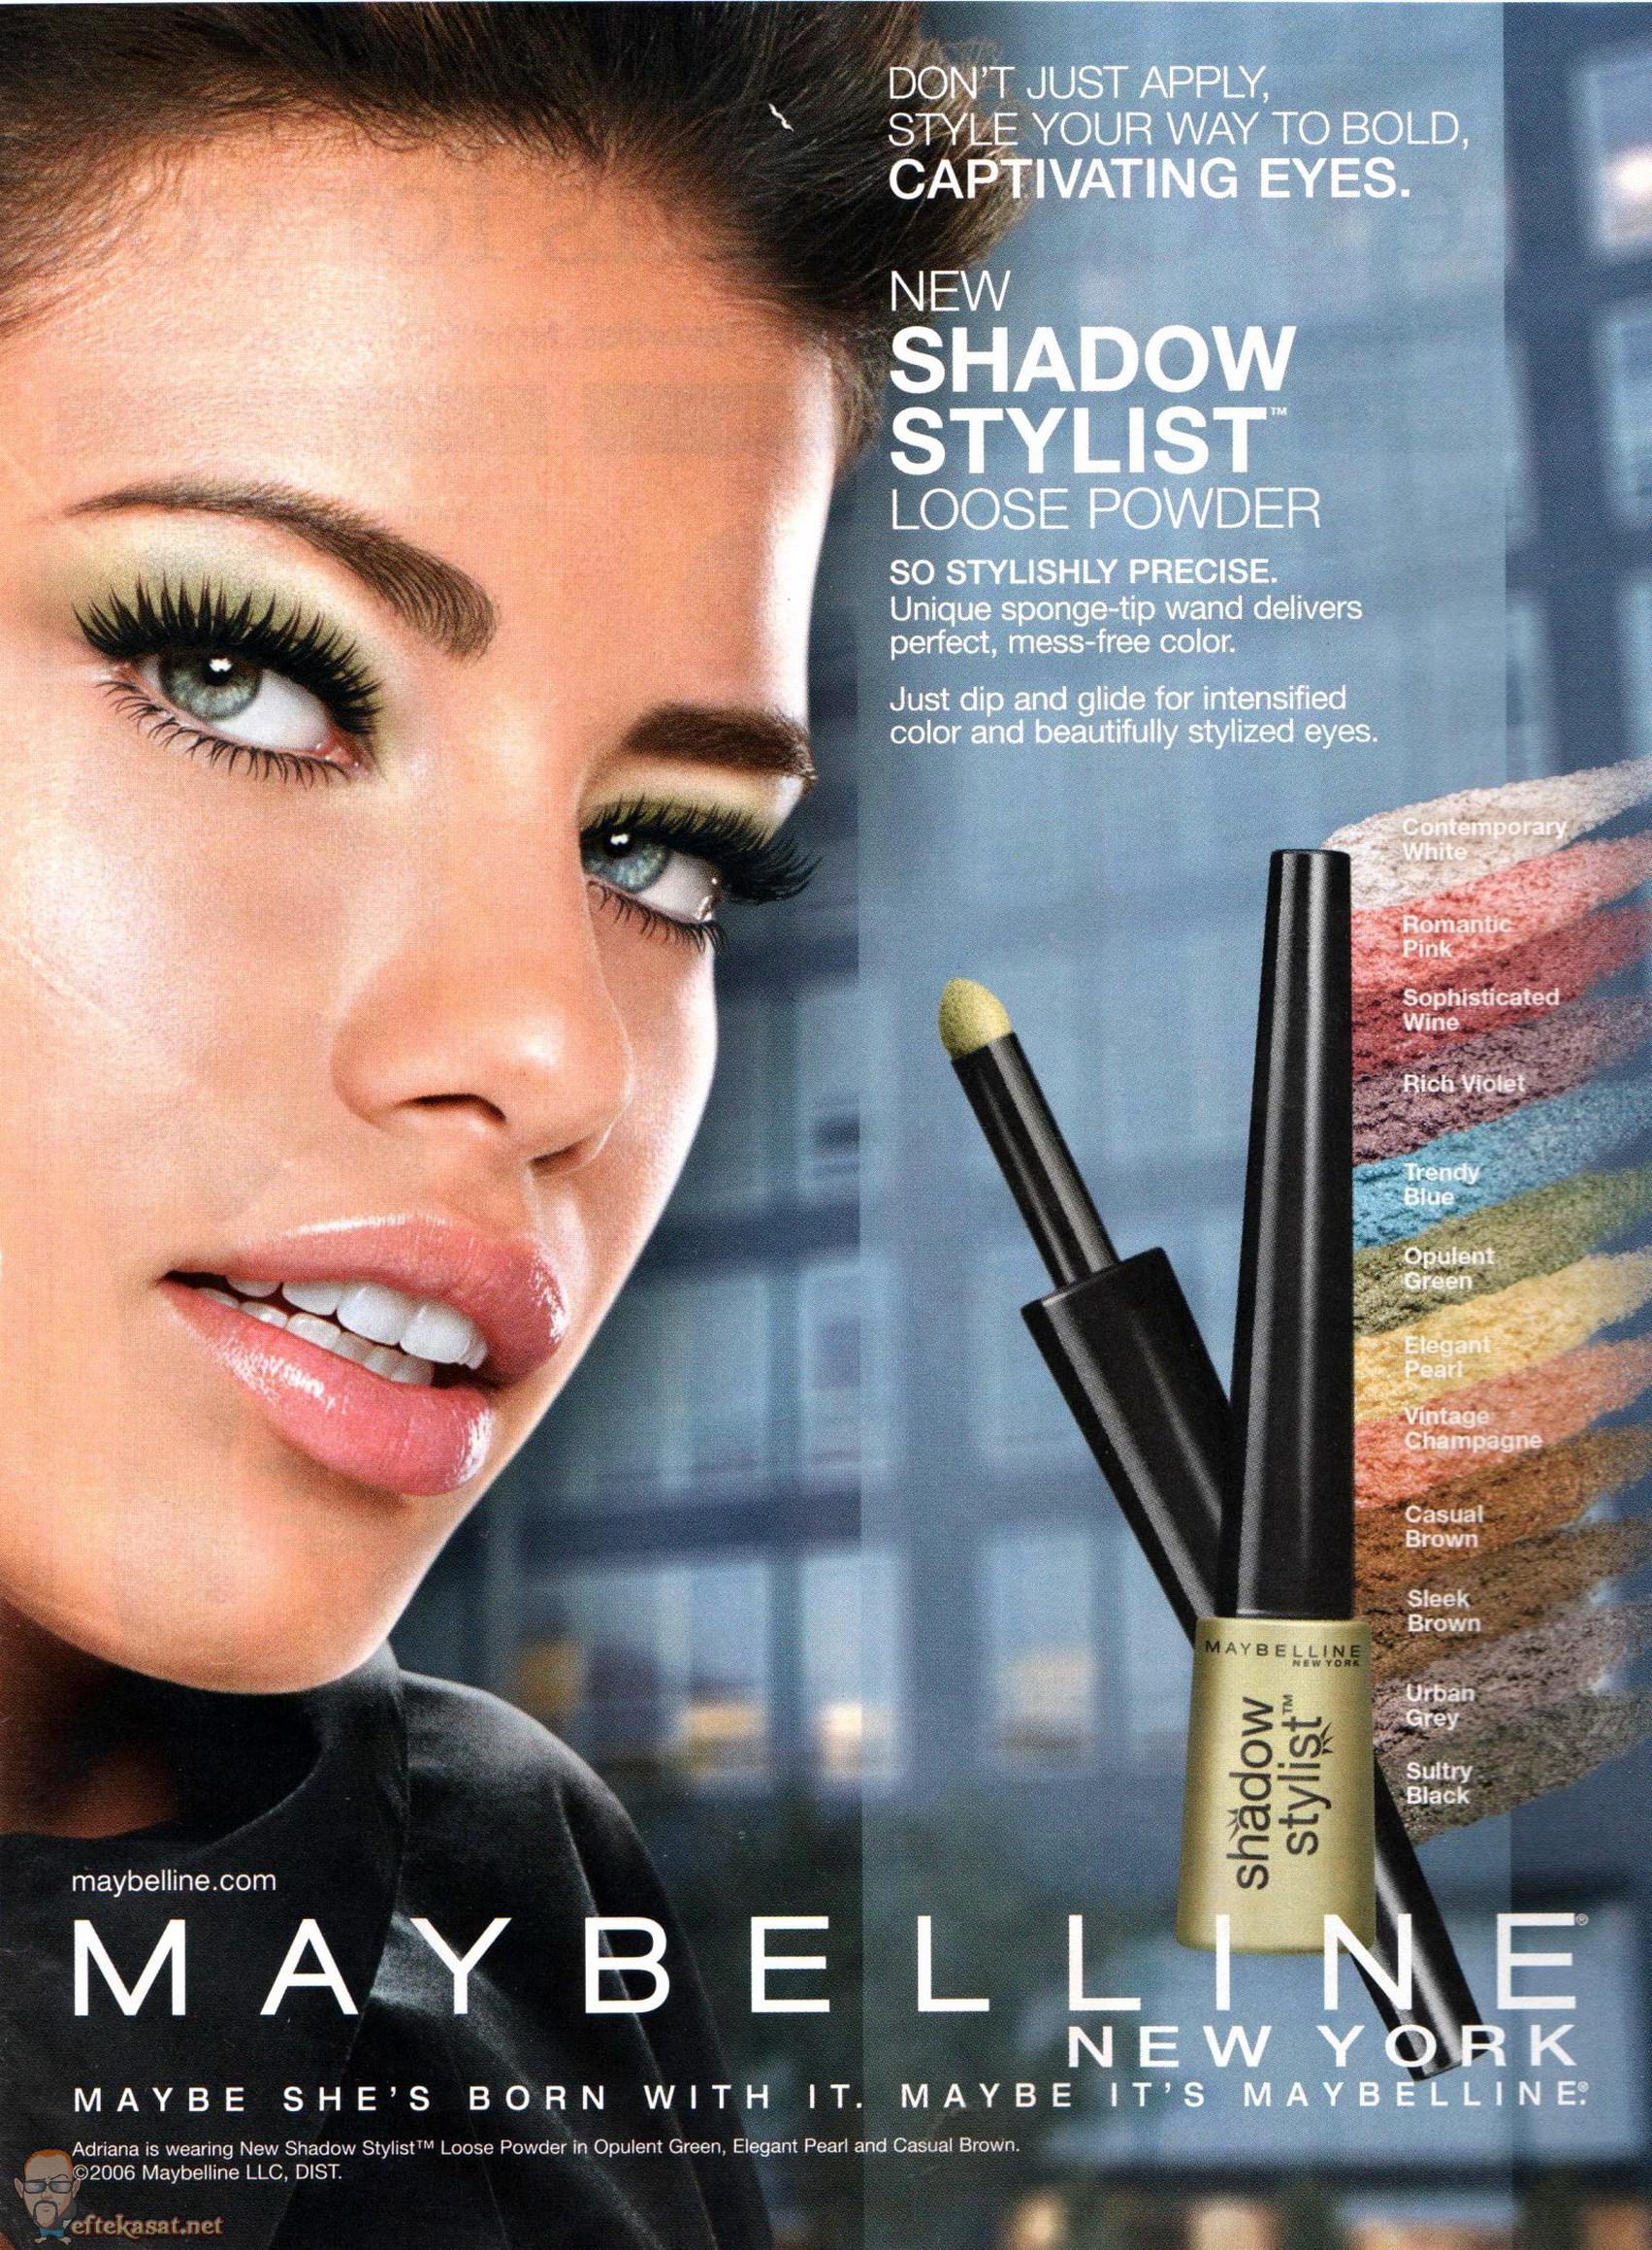 DON'T JUST APPLY,
STYLE YOUR WAY TO BOLD,
CAPTIVATING EYES.
NEW
SHADOW
STYLIST™
LOOSE POWDER
SO STYLISHLY PRECISE.
Unique sponge-tip wand delivers
perfect, mess-free color.
Just dip and glide for intensified
color and beautifully stylized eyes.
Contemporary
White
Romantic
Pink
Sophisticated
Wine
Rich Violet
Trendy
Blue
Opulent
Green
Elegant
Pearl
Vintage
Champagne
Casual
Brown
Sleek
Brown
Urban
Grey
Sultry
Black
MAYBELLINE
NEW YORK
shadow
stylist™
maybelline.com
MAYBELLINE®
NEW YORK
MAYBE SHE'S BORN WITH IT. MAYBE IT'S MAYBELLINE.®
Adriana is wearing New Shadow Stylist™ Loose Powder in Opulent Green, Elegant Pearl and Casual Brown.
©2006 Maybelline LLC, DIST.
eftekasat.net